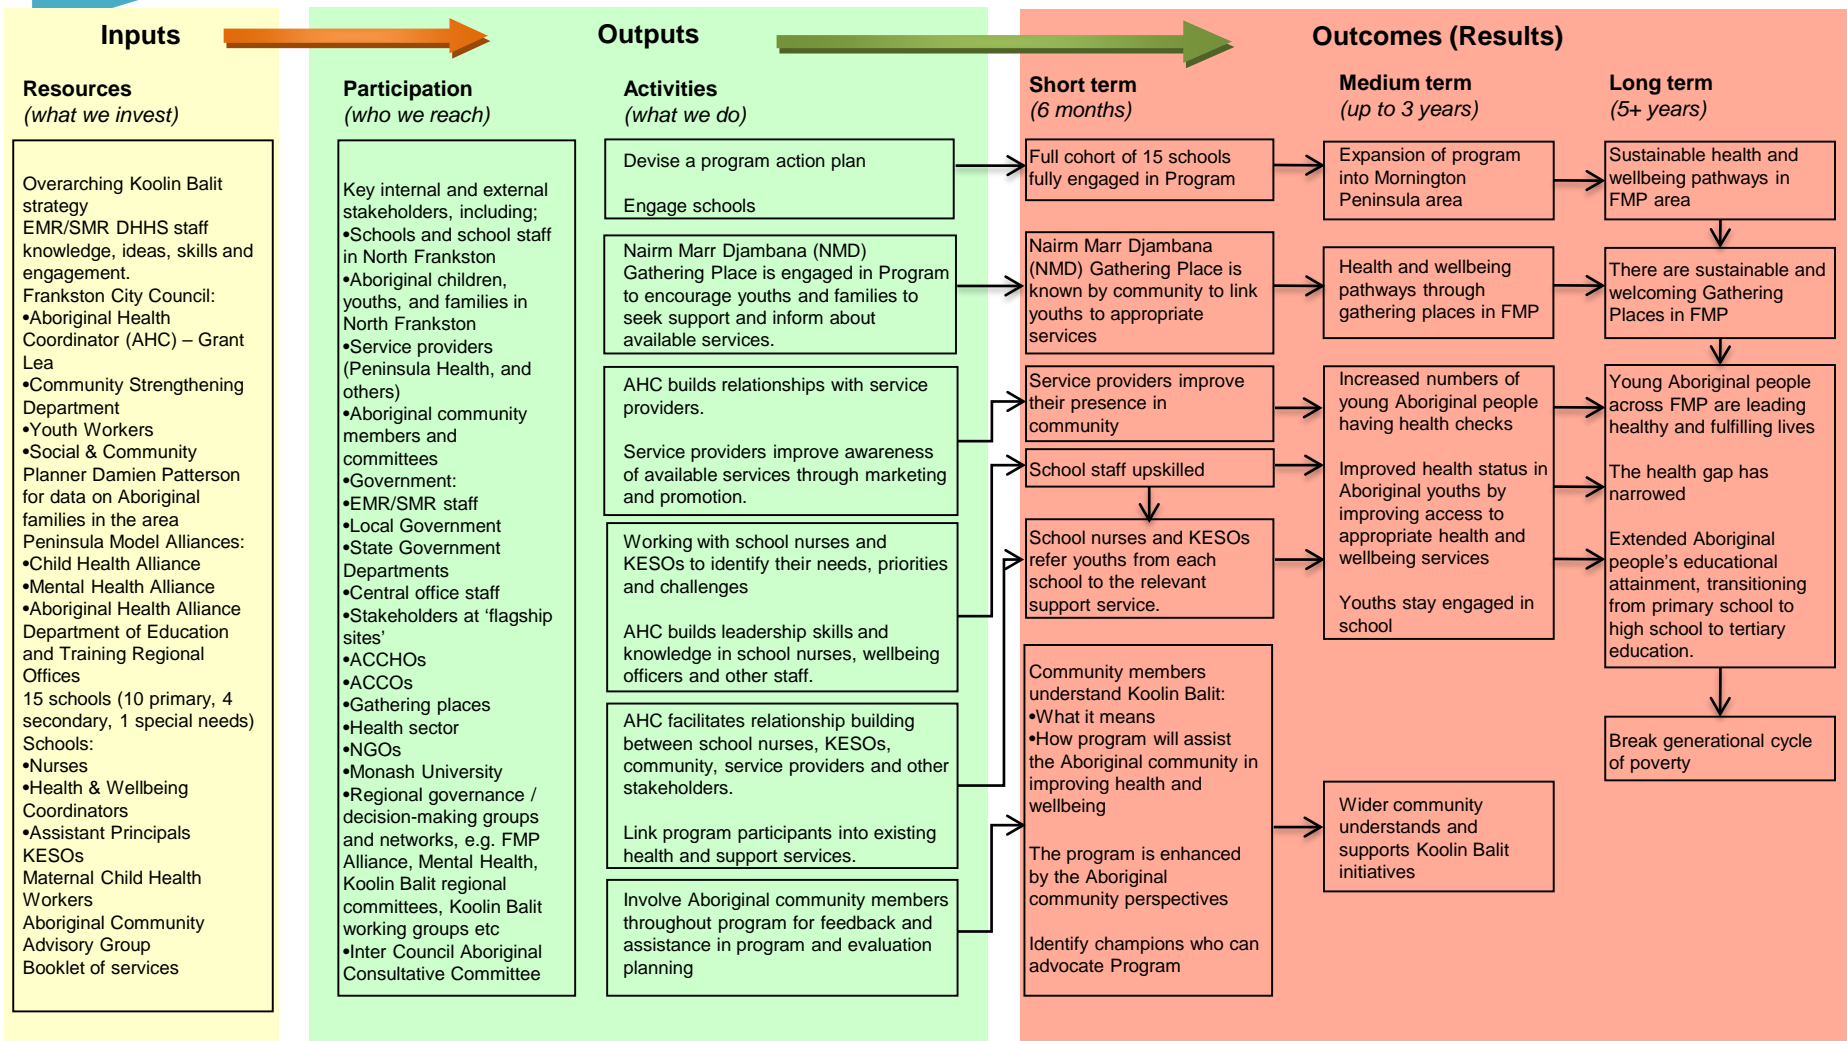 Inputs
Outputs
Outcomes (Results)
Resources
(what we invest)
Overarching Koolin Balit
strategy
EMR/SMR DHHS staff
knowledge, ideas, skills and
engagement.
Frankston City Council:
•Aboriginal Health
Coordinator (AHC) – Grant
Lea
•Community Strengthening
Department
•Youth Workers
•Social & Community
Planner Damien Patterson
for data on Aboriginal
families in the area
Peninsula Model Alliances:
•Child Health Alliance
•Mental Health Alliance
•Aboriginal Health Alliance
Department of Education
and Training Regional
Offices
15 schools (10 primary, 4
secondary, 1 special needs)
Schools:
•Nurses
•Health & Wellbeing
Coordinators
•Assistant Principals
KESOs
Maternal Child Health
Workers
Aboriginal Community
Advisory Group
Booklet of services
Participation
(who we reach)
Key internal and external
stakeholders, including;
•Schools and school staff
in North Frankston
•Aboriginal children,
youths, and families in
North Frankston
•Service providers
(Peninsula Health, and
others)
•Aboriginal community
members and
committees
•Government:
•EMR/SMR staff
•Local Government
•State Government
Departments
•Central office staff
•Stakeholders at ‘flagship
sites’
•ACCHOs
•ACCOs
•Gathering places
•Health sector
•NGOs
•Monash University
•Regional governance /
decision-making groups
and networks, e.g. FMP
Alliance, Mental Health,
Koolin Balit regional
committees, Koolin Balit
working groups etc
•Inter Council Aboriginal
Consultative Committee
Activities
(what we do)
Devise a program action plan
Engage schools
Nairm Marr Djambana (NMD)
Gathering Place is engaged in Program
to encourage youths and families to
seek support and inform about
available services.
AHC builds relationships with service
providers.
Service providers improve awareness
of available services through marketing
and promotion.
Working with school nurses and
KESOs to identify their needs, priorities
and challenges
AHC builds leadership skills and
knowledge in school nurses, wellbeing
officers and other staff.
AHC facilitates relationship building
between school nurses, KESOs,
community, service providers and other
stakeholders.
Link program participants into existing
health and support services.
Involve Aboriginal community members
throughout program for feedback and
assistance in program and evaluation
planning
Short term
(6 months)
Full cohort of 15 schools
fully engaged in Program
Nairm Marr Djambana
(NMD) Gathering Place is
known by community to link
youths to appropriate
services
Service providers improve
their presence in
community
School staff upskilled
School nurses and KESOs
refer youths from each
school to the relevant
support service.
Community members
understand Koolin Balit:
•What it means
•How program will assist
the Aboriginal community in
improving health and
wellbeing
The program is enhanced
by the Aboriginal
community perspectives
Identify champions who can
advocate Program
Medium term
(up to 3 years)
Expansion of program
into Mornington
Peninsula area
Health and wellbeing
pathways through
gathering places in FMP
Increased numbers of
young Aboriginal people
having health checks
Improved health status in
Aboriginal youths by
improving access to
appropriate health and
wellbeing services
Youths stay engaged in
school
Wider community
understands and
supports Koolin Balit
initiatives
Long term
(5+ years)
Sustainable health and
wellbeing pathways in
FMP area
There are sustainable and
welcoming Gathering
Places in FMP
Young Aboriginal people
across FMP are leading
healthy and fulfilling lives
The health gap has
narrowed
Extended Aboriginal
people’s educational
attainment, transitioning
from primary school to
high school to tertiary
education.
Break generational cycle
of poverty